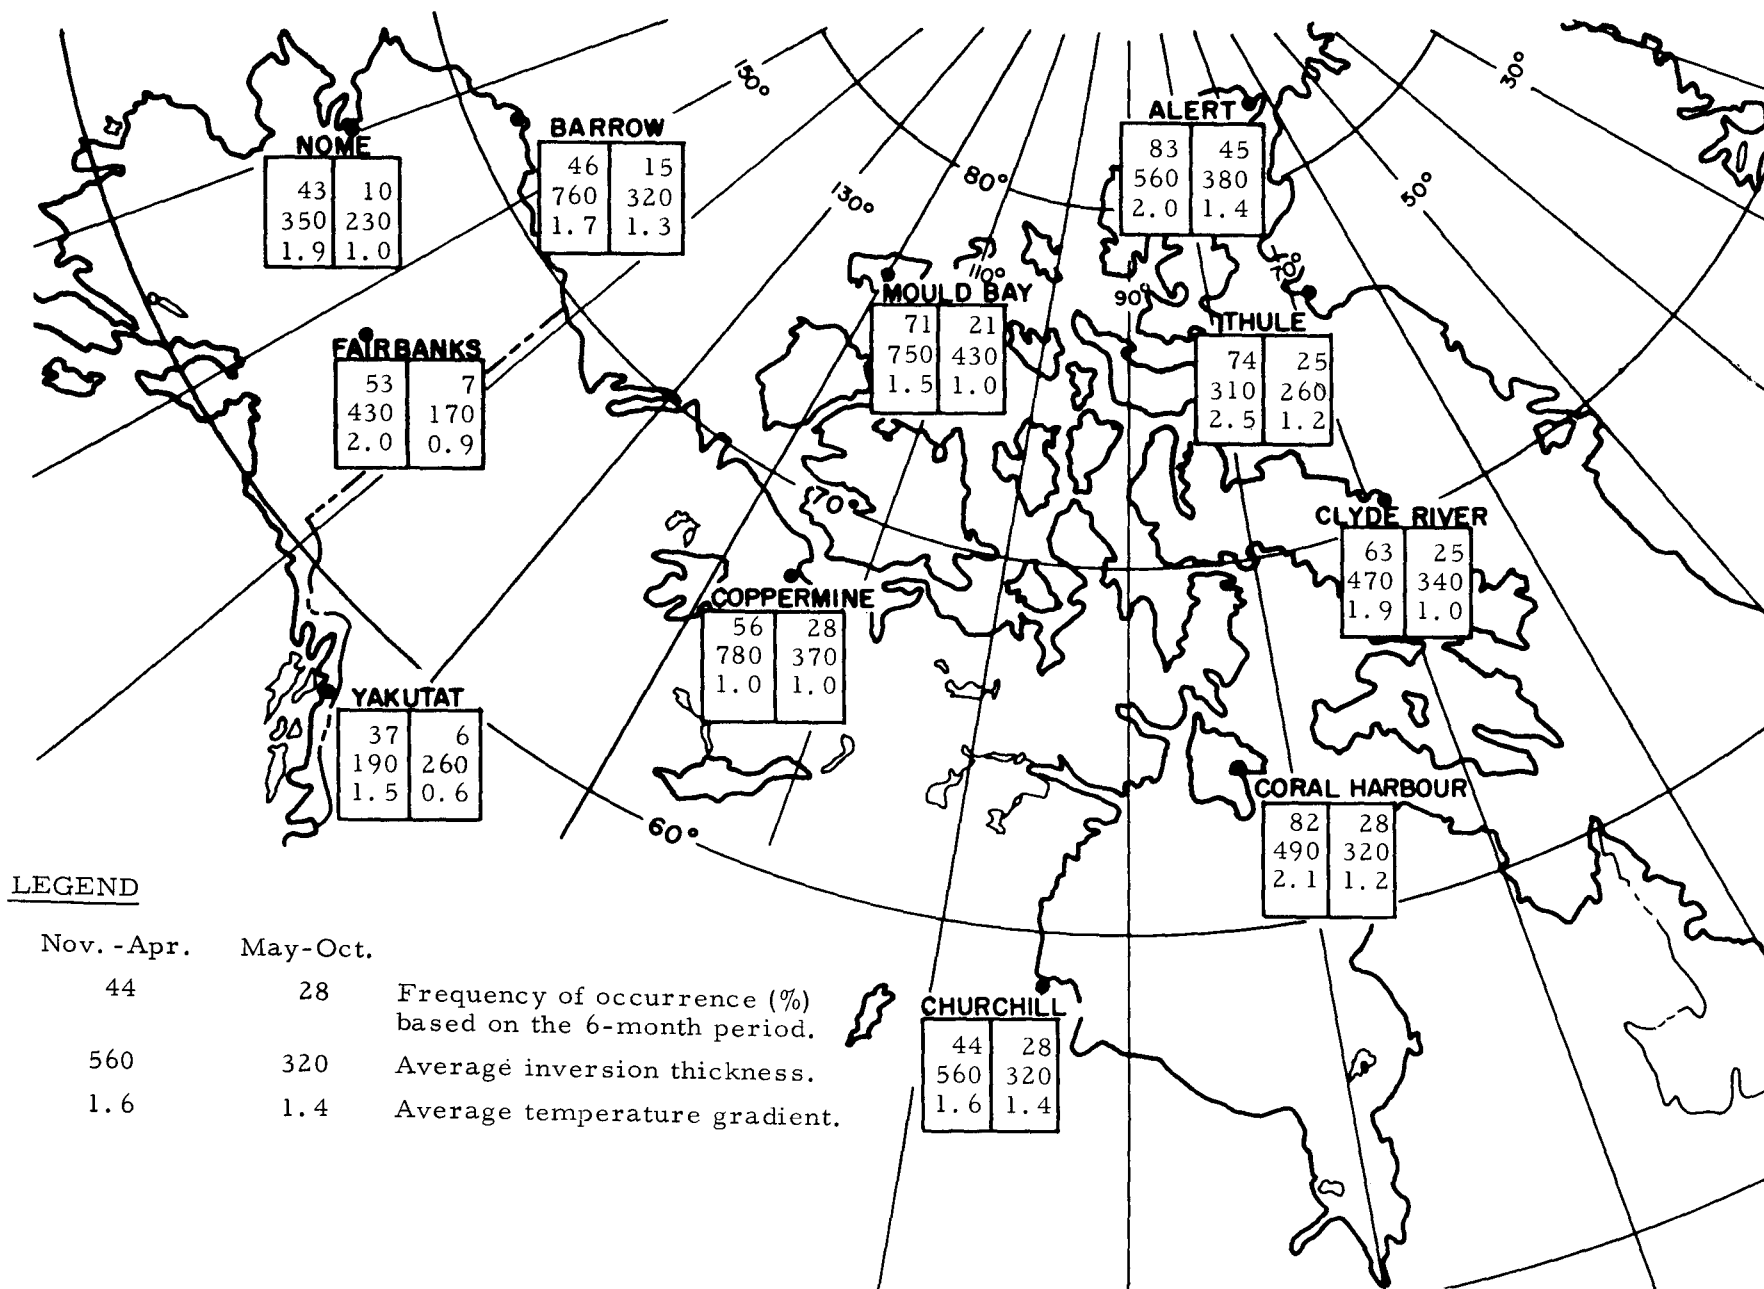 150°
30°
ALERT
83 45
560 380
2.0 1.4
BARROW
46 15
760 320
1.7 1.3
NOME
43 10
350 230
1.9 1.0
80°
130°
50°
110°
70°
90°
MOULD BAY
71 21
750 430
1.5 1.0
THULE
74 25
310 260
2.5 1.2
FAIRBANKS
53 7
430 170
2.0 0.9
70°
CLYDE RIVER
63 25
470 340
1.9 1.0
COPPERMINE
56 28
780 370
1.0 1.0
YAKUTAT
37 6
190 260
1.5 0.6
CORAL HARBOUR
82 28
490 320
2.1 1.2
60°
CHURCHILL
44 28
560 320
1.6 1.4
LEGEND
Nov.-Apr. May-Oct.
44 28 Frequency of occurrence (%)
based on the 6-month period.
560 320 Average inversion thickness.
1.6 1.4 Average temperature gradient.